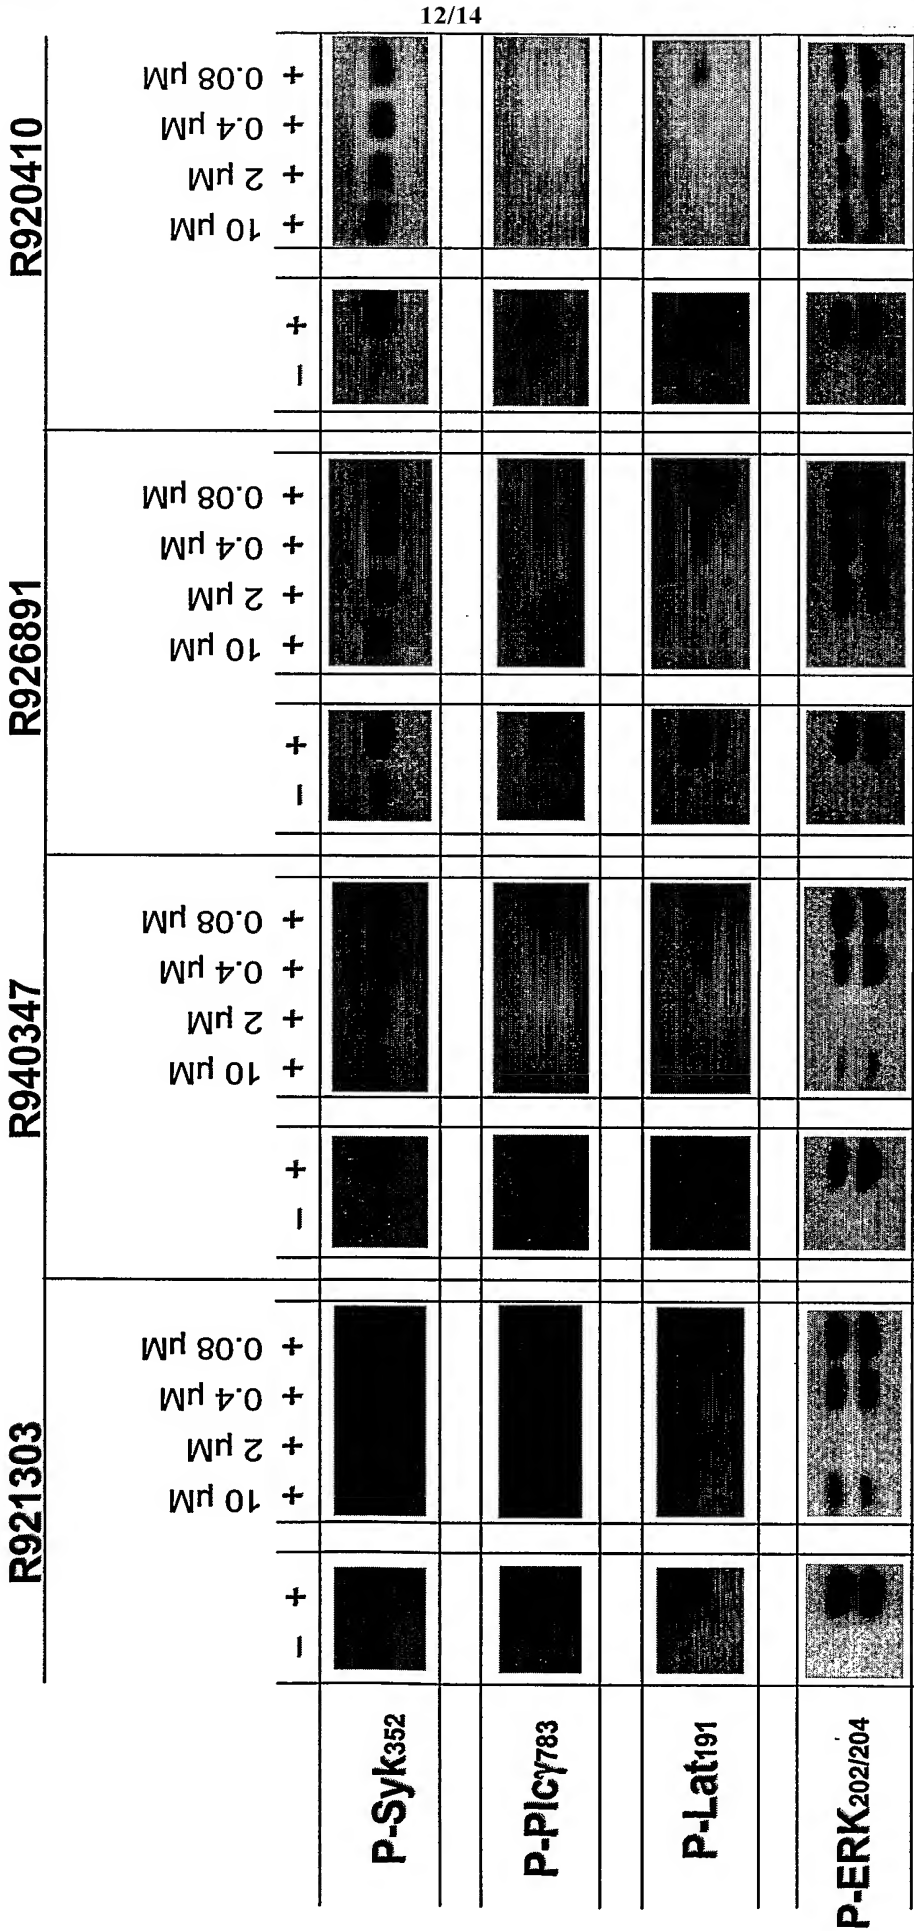 12/14
R921303
R940347
R926891
R920410
10 µM
2 µM
0.4 µM
0.08 µM
10 µM
2 µM
0.4 µM
0.08 µM
10 µM
2 µM
0.4 µM
0.08 µM
10 µM
2 µM
0.4 µM
0.08 µM
− + + + + +
− + + + + +
− + + + + +
− + + + + +
P-Syk352
P-Plcγ783
P-Lat191
P-ERK202/204